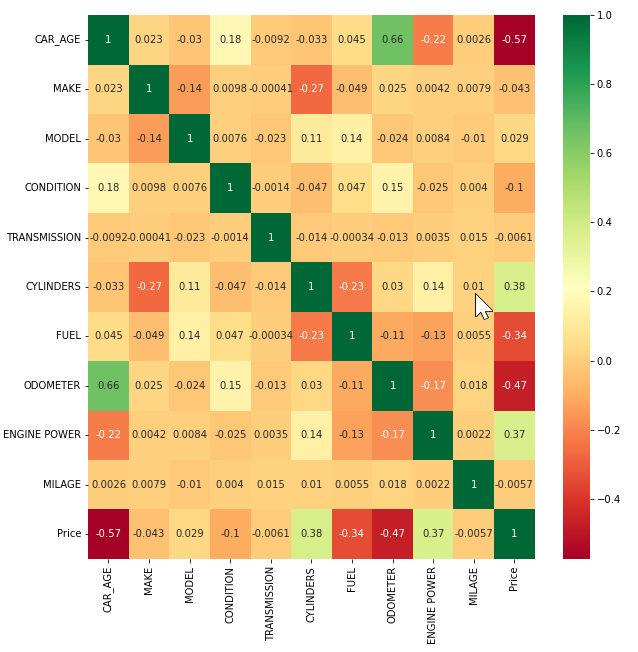 CAR_AGE 1 0.023 -0.03 0.18 -0.0092 -0.033 0.045 0.66 -0.22 0.0026 -0.57
MAKE 0.023 1 -0.14 0.0098 -0.00041 -0.27 -0.049 0.025 0.0042 0.0079 -0.043
MODEL -0.03 -0.14 1 0.0076 -0.023 0.11 0.14 -0.024 0.0084 -0.01 0.029
CONDITION 0.18 0.0098 0.0076 1 -0.0014 -0.047 0.047 0.15 -0.025 0.004 -0.1
TRANSMISSION -0.0092 -0.00041 -0.023 -0.0014 1 -0.014 -0.00034 -0.013 0.0035 0.015 -0.0061
CYLINDERS -0.033 -0.27 0.11 -0.047 -0.014 1 -0.23 0.03 0.14 0.01 0.38
FUEL 0.045 -0.049 0.14 0.047 -0.00034 -0.23 1 -0.11 -0.13 0.0055 -0.34
ODOMETER 0.66 0.025 -0.024 0.15 -0.013 0.03 -0.11 1 -0.17 0.018 -0.47
ENGINE POWER -0.22 0.0042 0.0084 -0.025 0.0035 0.14 -0.13 -0.17 1 0.0022 0.37
MILAGE 0.0026 0.0079 -0.01 0.004 0.015 0.01 0.0055 0.018 0.0022 1 -0.0057
Price -0.57 -0.043 0.029 -0.1 -0.0061 0.38 -0.34 -0.47 0.37 -0.0057 1
CAR_AGE MAKE MODEL CONDITION TRANSMISSION CYLINDERS FUEL ODOMETER ENGINE POWER MILAGE Price
1.0
0.8
0.6
0.4
0.2
0.0
−0.2
−0.4